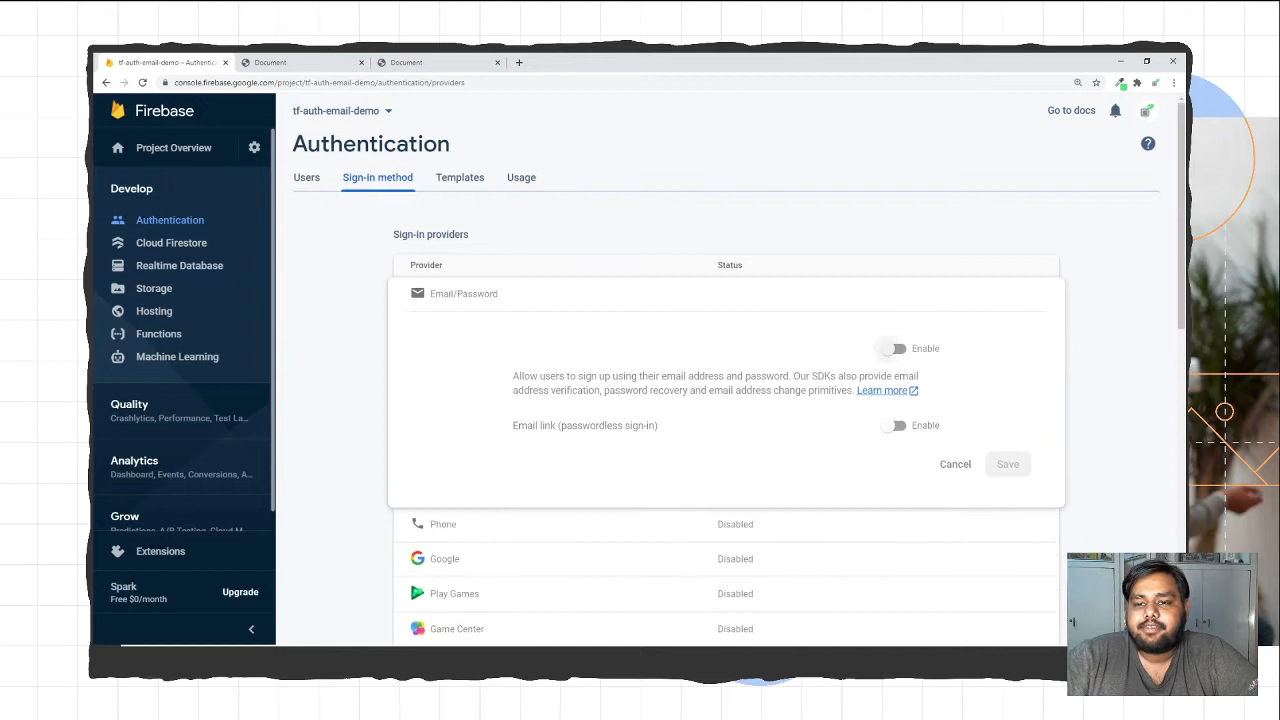 tf-auth-email-demo – Authentic
Document
Document
console.firebase.google.com/project/tf-auth-email-demo/authentication/providers
Firebase
tf-auth-email-demo
Go to docs
Project Overview
Authentication
Users
Sign-in method
Templates
Usage
Develop
Authentication
Cloud Firestore
Realtime Database
Storage
Hosting
Functions
Machine Learning
Quality
Crashlytics, Performance, Test La...
Analytics
Dashboard, Events, Conversions, A...
Grow
Predictions, A/B Testing, Cloud M...
Extensions
Spark
Free $0/month
Upgrade
Sign-in providers
Provider
Status
Email/Password
Enable
Allow users to sign up using their email address and password. Our SDKs also provide email
address verification, password recovery and email address change primitives. Learn more
Email link (passwordless sign-in)
Enable
Cancel
Save
Phone
Disabled
Google
Disabled
Play Games
Disabled
Game Center
Disabled